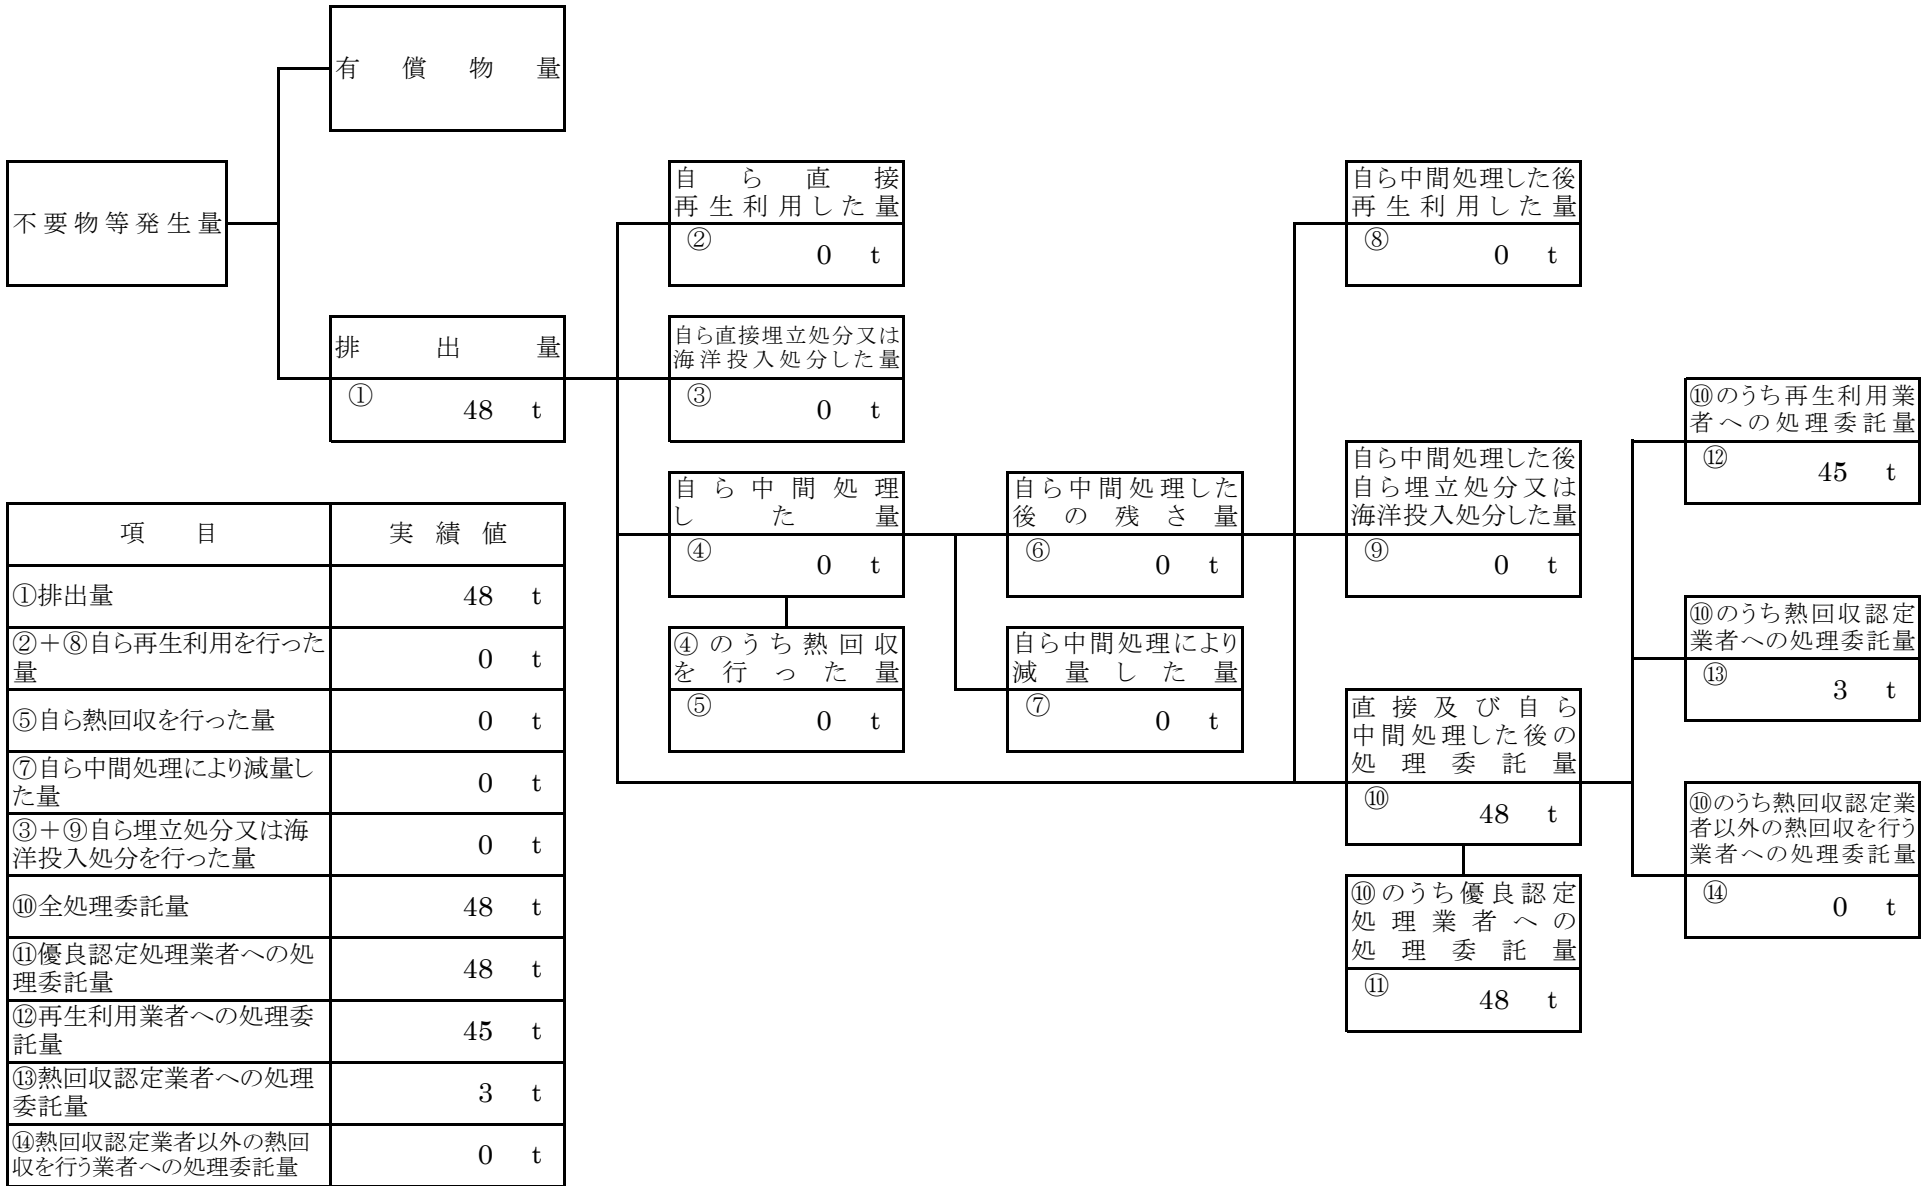 有償物量
不要物等発生量
排出量
① 48 t
自ら直接
再生利用した量
② 0 t
自ら直接埋立処分又は
海洋投入処分した量
③ 0 t
自ら中間処理
した量
④ 0 t
④のうち熱回収
を行った量
⑤ 0 t
自ら中間処理した
後の残さ量
⑥ 0 t
自ら中間処理により
減量した量
⑦ 0 t
自ら中間処理した後
再生利用した量
⑧ 0 t
自ら中間処理した後
自ら埋立処分又は
海洋投入処分した量
⑨ 0 t
直接及び自ら
中間処理した後の
処理委託量
⑩ 48 t
⑩のうち優良認定
処理業者への
処理委託量
⑪ 48 t
⑩のうち再生利用業
者への処理委託量
⑫ 45 t
⑩のうち熱回収認定
業者への処理委託量
⑬ 3 t
⑩のうち熱回収認定業
者以外の熱回収を行う
業者への処理委託量
⑭ 0 t
項目 実績値
①排出量 48 t
②＋⑧自ら再生利用を行った
量 0 t
⑤自ら熱回収を行った量 0 t
⑦自ら中間処理により減量し
た量 0 t
③＋⑨自ら埋立処分又は海
洋投入処分を行った量 0 t
⑩全処理委託量 48 t
⑪優良認定処理業者への処
理委託量 48 t
⑫再生利用業者への処理委
託量 45 t
⑬熱回収認定業者への処理
委託量 3 t
⑭熱回収認定業者以外の熱回
収を行う業者への処理委託量 0 t